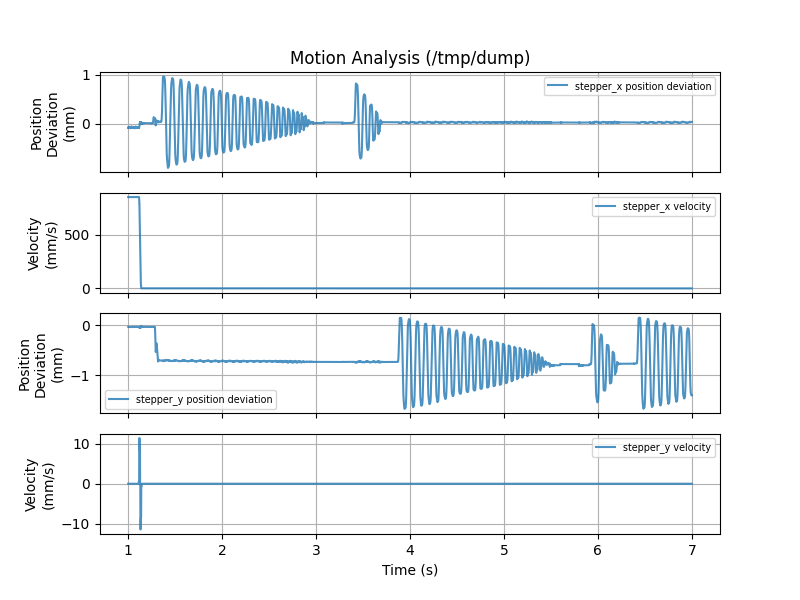 Motion Analysis (/tmp/dump)
Position
Deviation
(mm)
1
0
stepper_x position deviation
Velocity
(mm/s)
500
0
stepper_x velocity
Position
Deviation
(mm)
0
−1
stepper_y position deviation
Velocity
(mm/s)
10
0
−10
stepper_y velocity
1 2 3 4 5 6 7
Time (s)